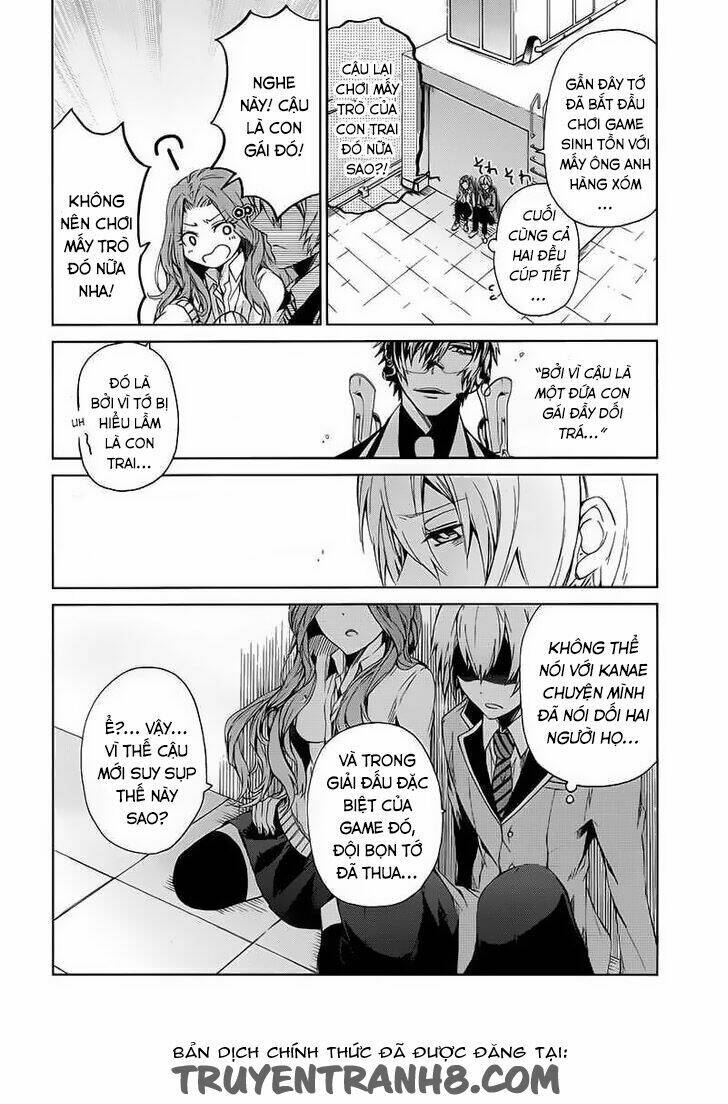 GẦN ĐÂY TỚ
ĐÃ BẮT ĐẦU
CHƠI GAME
SINH TỒN VỚI
MẤY ÔNG ANH
HÀNG XÓM
...
それそれ
CUỐI
CÙNG CẢ
HAI ĐỀU
CÚP TIẾT
...
CẬU LẠI
CHƠI MẤY
TRÒ CỦA
CON TRAI
ĐÓ NỮA
SAO?!
NGHE
NÀY! CẬU
LÀ CON
GÁI ĐÓ!
KHÔNG
NÊN CHƠI
MẤY TRÒ
ĐÓ NỮA
NHA!
"BỞI VÌ CẬU LÀ
MỘT ĐỨA CON
GÁI ĐẦY DỐI
TRÁ..."
ĐÓ LÀ
BỞI VÌ TỚ BỊ
HIỂU LẦM
LÀ CON
TRAI...
UH
KHÔNG THỂ
NÓI VỚI KANAE
CHUYỆN MÌNH
ĐÃ NÓI DỐI HAI
NGƯỜI HỌ...
VÀ TRONG
GIẢI ĐẤU ĐẶC
BIỆT CỦA
GAME ĐÓ,
ĐỘI BỌN TỚ
ĐÃ THUA...
Ể?... VẬY...
VÌ THẾ CẬU
MỚI SUY SỤP
THẾ NÀY
SAO?
BẢN DỊCH CHÍNH THỨC ĐÃ ĐƯỢC ĐĂNG TẠI:
TRUYENTRANH8.COM